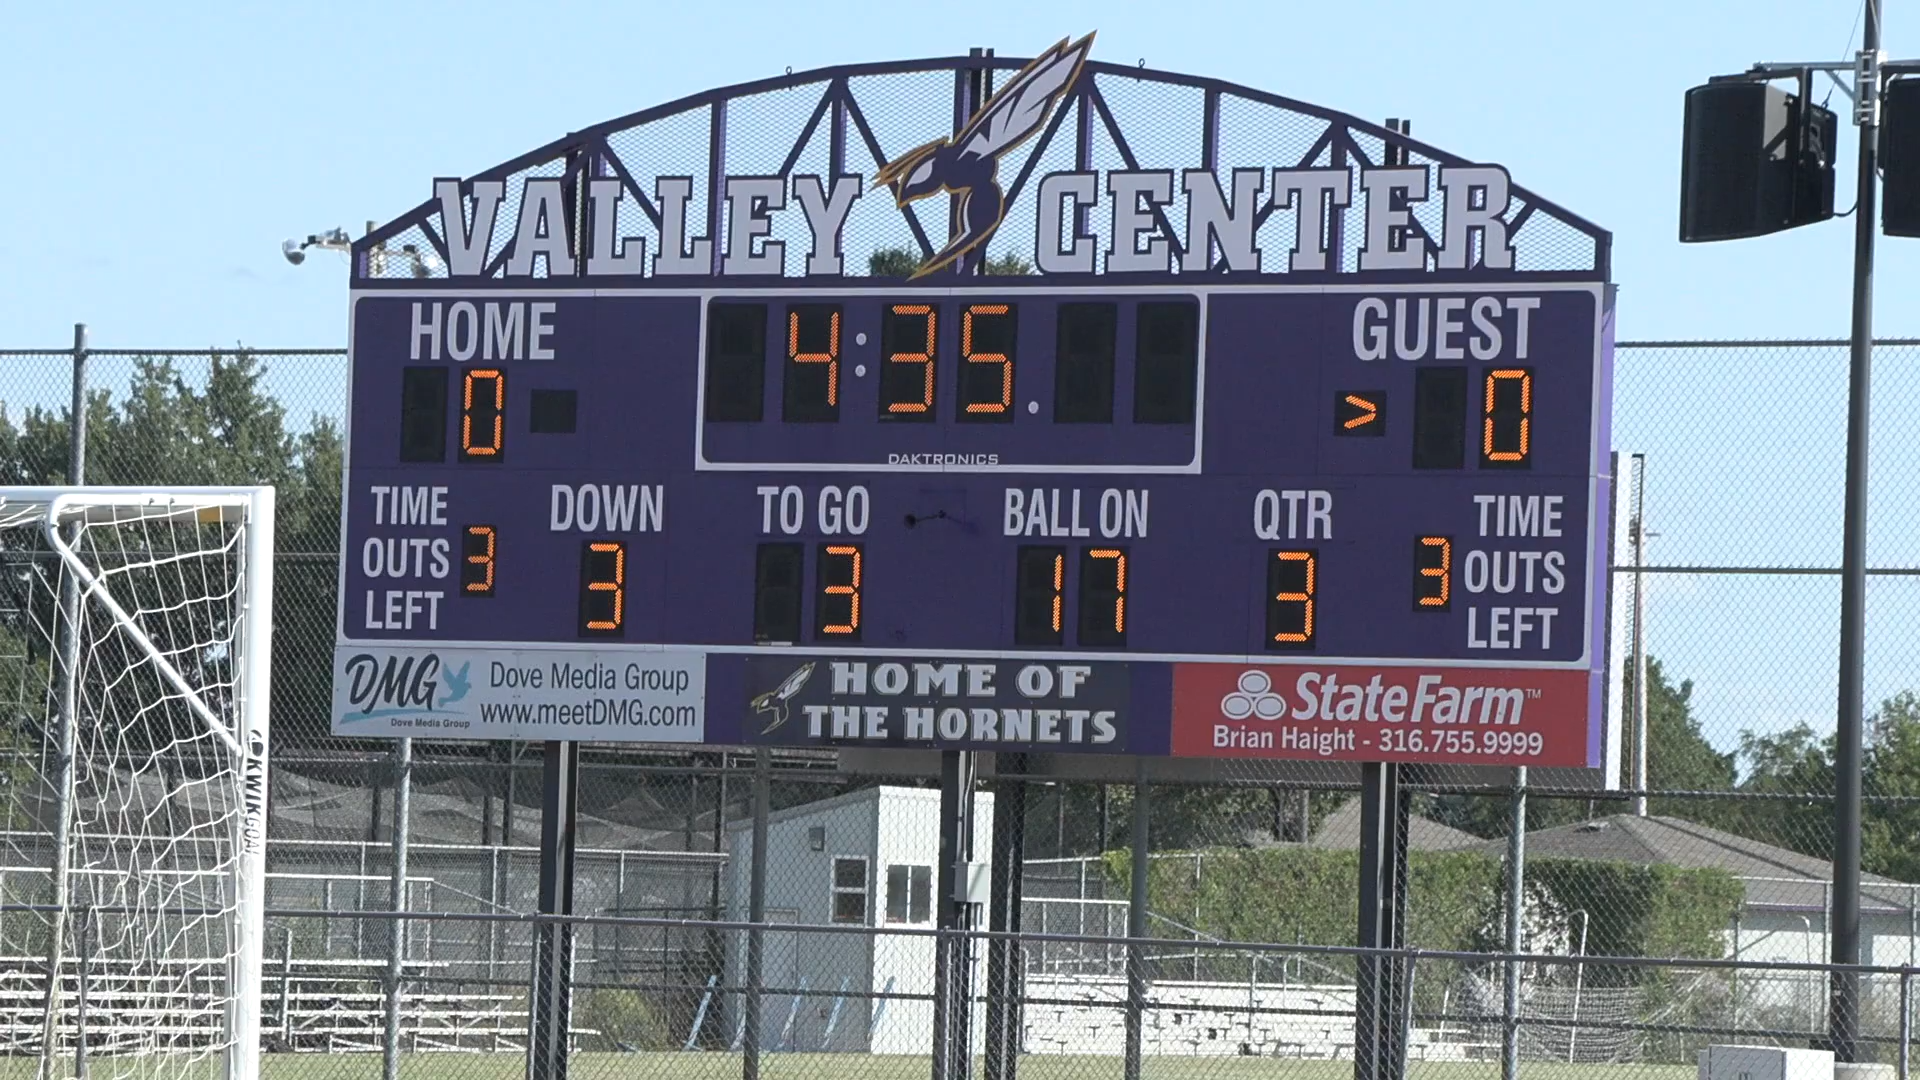 VALLEY CENTER
HOME
4:35.
GUEST
0
> 0
DAKTRONICS
TIME OUTS LEFT 3
DOWN 3
TO GO 3
BALL ON 17
QTR 3
3 TIME OUTS LEFT
DMG
Dove Media Group
Dove Media Group
www.meetDMG.com
HOME OF
THE HORNETS
StateFarm™
Brian Haight - 316.755.9999
KWIKGOAL